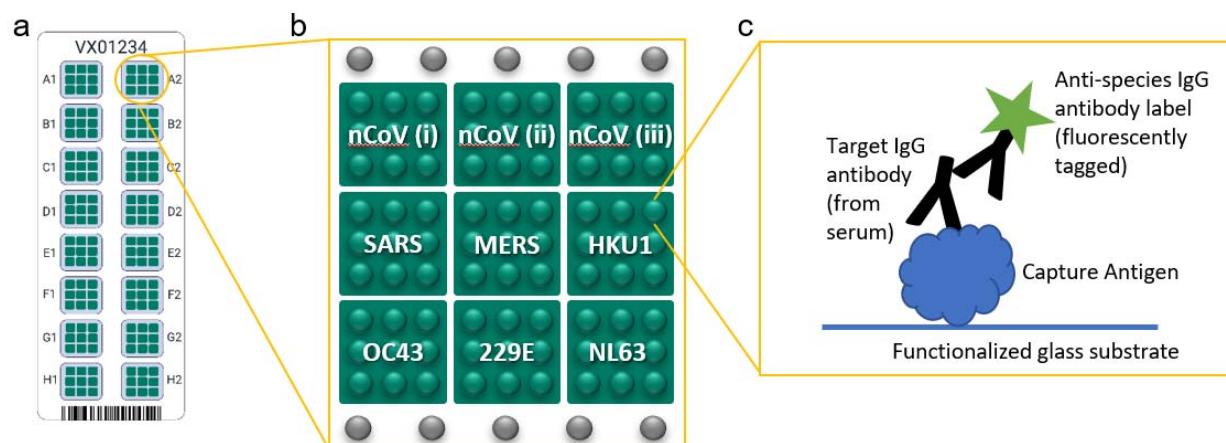 a
VX01234
A1
A2
B1
B2
C1
C2
D1
D2
E1
E2
F1
F2
G1
G2
H1
H2
b
nCoV (i)
nCoV (ii)
nCoV (iii)
SARS
MERS
HKU1
OC43
229E
NL63
c
Anti-species IgG
antibody label
(fluorescently
tagged)
Target IgG
antibody
(from
serum)
Capture Antigen
Functionalized glass substrate